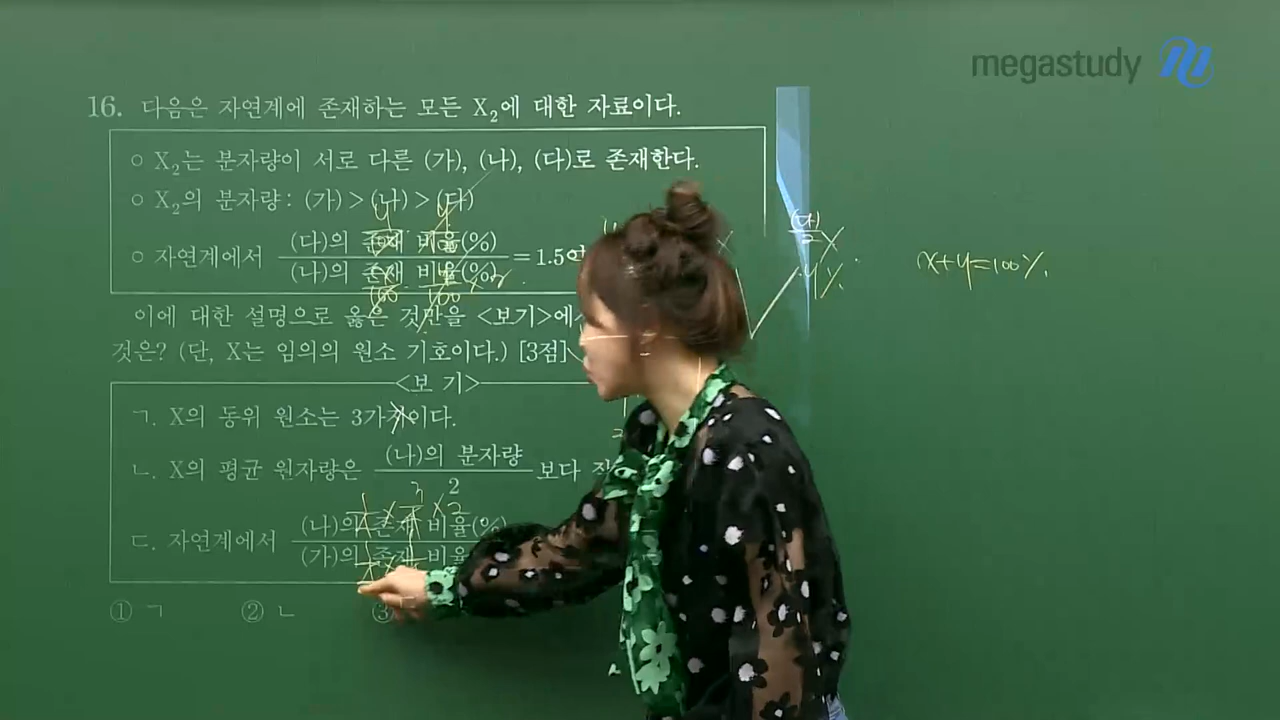 megastudy
16. 다음은 자연계에 존재하는 모든 X₂에 대한 자료이다.
○ X₂는 분자량이 서로 다른 (가), (나), (다)로 존재한다.
○ X₂의 분자량: (가) > (나) > (다)
○ 자연계에서 (다)의 존재 비율(%) / (나)의 존재 비율(%) = 1.5
(다)/2
x+y=100%
이에 대한 설명으로 옳은 것만을 <보기>에
것은? (단, X는 임의의 원소 기호이다.) [3점]
<보 기>
ㄱ. X의 동위 원소는 3가지이다.
ㄴ. X의 평균 원자량은 (나)의 분자량 / 2 보다
ㄷ. 자연계에서 (나)의 존재 비율(%) / (가)의 존재 비율
① ㄱ ② ㄴ ③